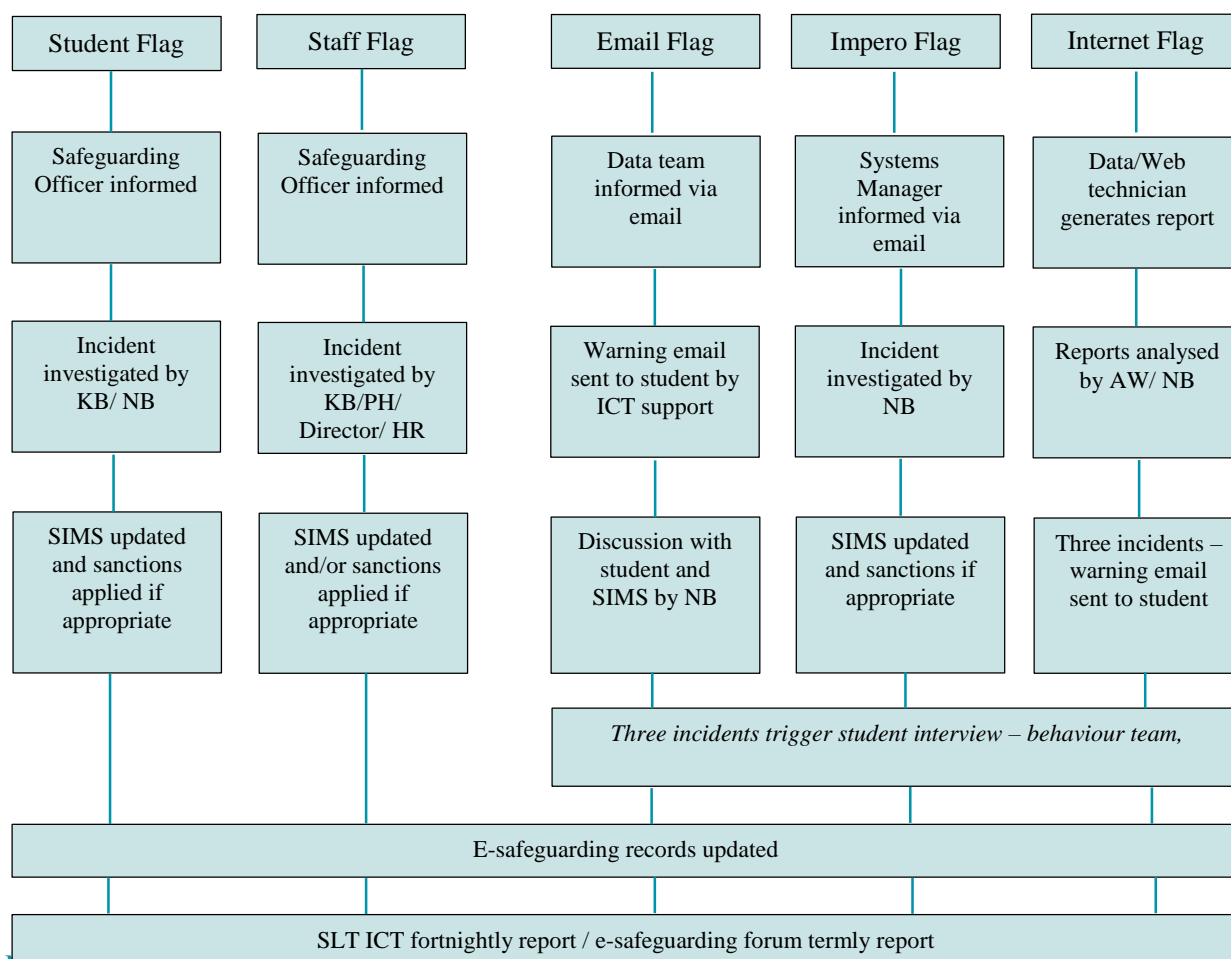 Student Flag
Staff Flag
Email Flag
Impero Flag
Internet Flag
Safeguarding
Officer informed
Safeguarding
Officer informed
Data team
informed via
email
Systems
Manager
informed via
email
Data/Web
technician
generates report
Incident
investigated by
KB/ NB
Incident
investigated by
KB/PH/
Director/ HR
Warning email
sent to student by
ICT support
Incident
investigated by
NB
Reports analysed
by AW/ NB
SIMS updated
and sanctions
applied if
appropriate
SIMS updated
and/or sanctions
applied if
appropriate
Discussion with
student and
SIMS by NB
SIMS updated
and sanctions if
appropriate
Three incidents –
warning email
sent to student
Three incidents trigger student interview – behaviour team,
E-safeguarding records updated
SLT ICT fortnightly report / e-safeguarding forum termly report